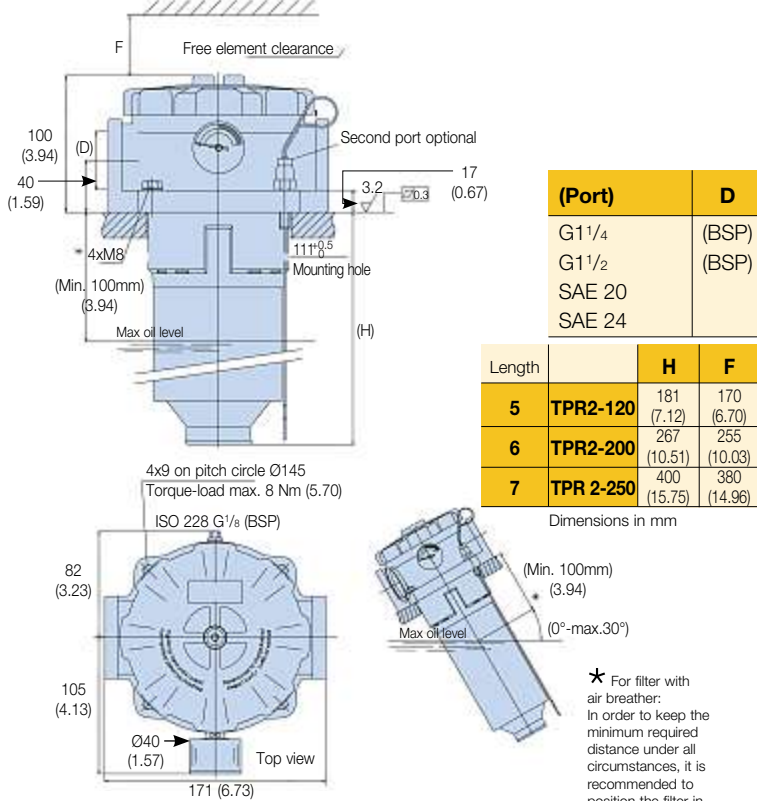 F
Free element clearance
100
(3.94)
(D)
Second port optional
40
(1.59)
17
(0.67)
3.2
0.3
4xM8
111+0.5 0
Mounting hole
*
(Min. 100mm)
(3.94)
Max oil level
(H)
(Port) D
G11/4 (BSP)
G11/2 (BSP)
SAE 20
SAE 24
Length H F
5 TPR2-120 181 170
(7.12) (6.70)
6 TPR2-200 267 255
(10.51) (10.03)
7 TPR 2-250 400 380
(15.75) (14.96)
Dimensions in mm
4x9 on pitch circle Ø145
Torque-load max. 8 Nm (5.70)
ISO 228 G1/8 (BSP)
82
(3.23)
105
(4.13)
Ø40
(1.57)
Top view
171 (6.73)
(Min. 100mm)
(3.94)
*
(0°-max.30°)
Max oil level
* For filter with
air breather:
In order to keep the
minimum required
distance under all
circumstances, it is
recommended to
position the filter in